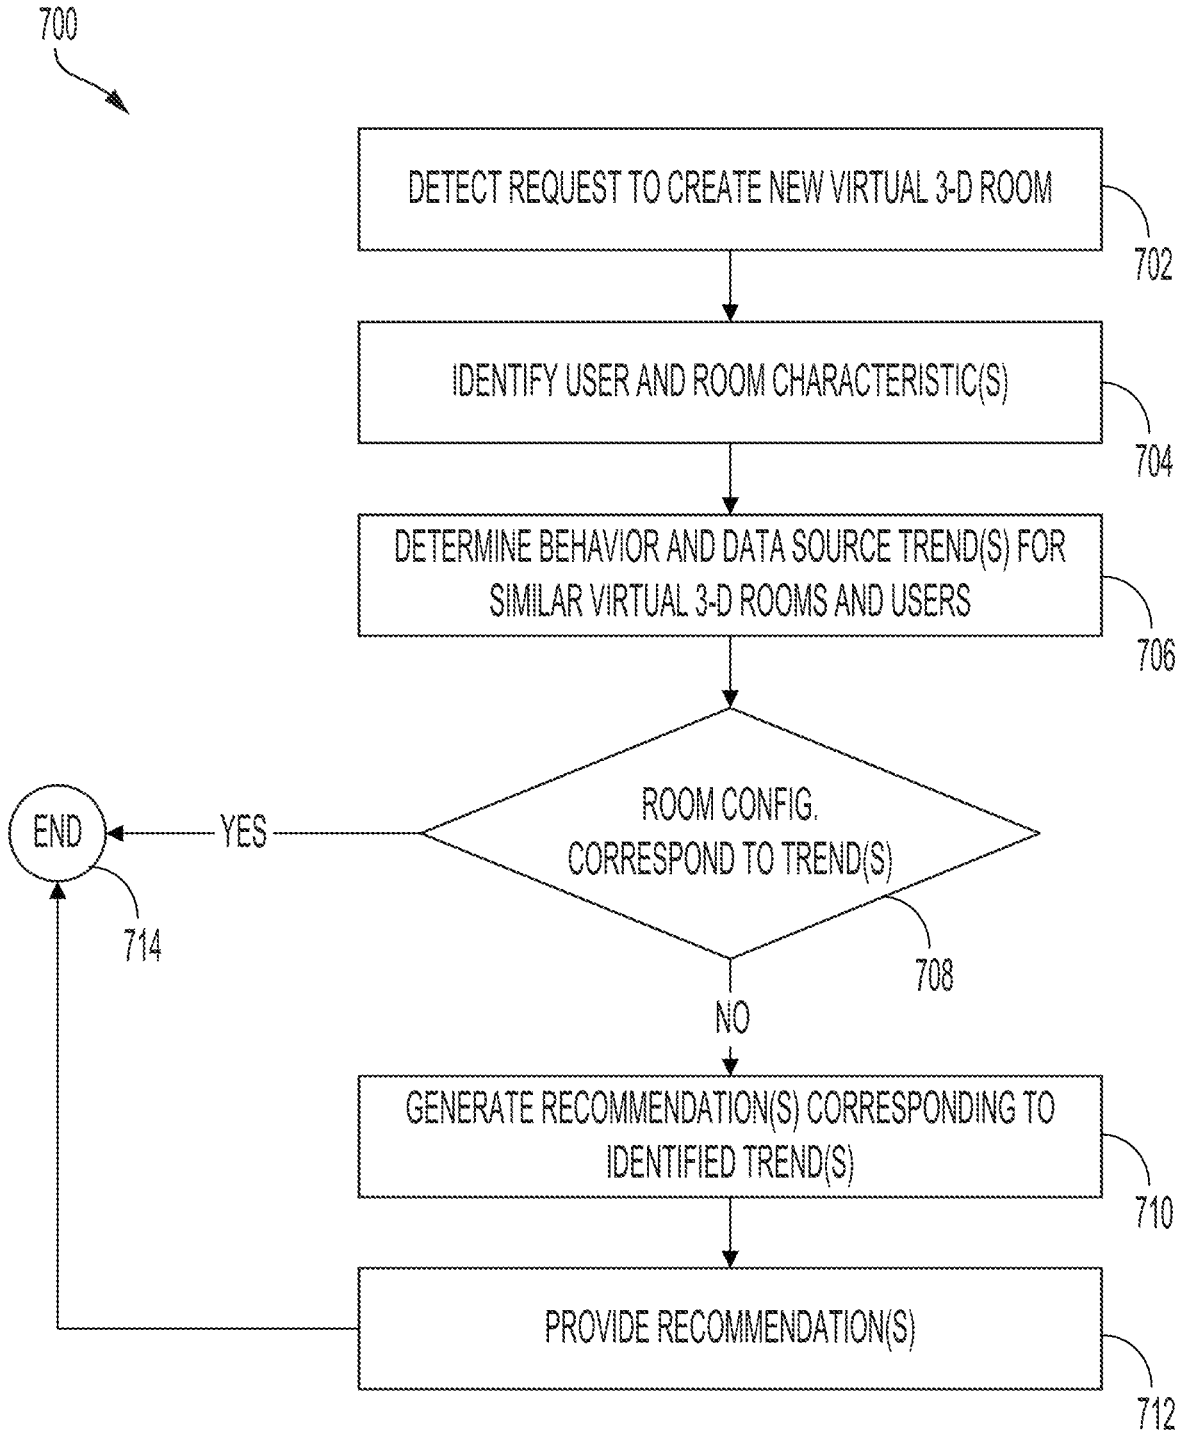 700
DETECT REQUEST TO CREATE NEW VIRTUAL 3-D ROOM
702
IDENTIFY USER AND ROOM CHARACTERISTIC(S)
704
DETERMINE BEHAVIOR AND DATA SOURCE TREND(S) FOR
SIMILAR VIRTUAL 3-D ROOMS AND USERS
706
ROOM CONFIG.
CORRESPOND TO TREND(S)
708
YES
END
714
NO
GENERATE RECOMMENDATION(S) CORRESPONDING TO
IDENTIFIED TREND(S)
710
PROVIDE RECOMMENDATION(S)
712